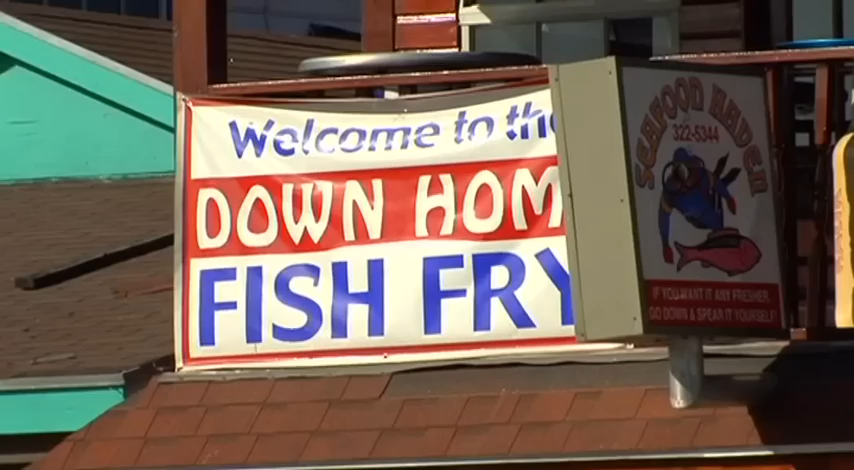 Welcome to the
DOWN HOM
FISH FRY
SEAFOOD HAVEN
322-5344
IF YOU WANT IT ANY FRESHER,
GO DOWN & SPEAR IT YOURSELF!